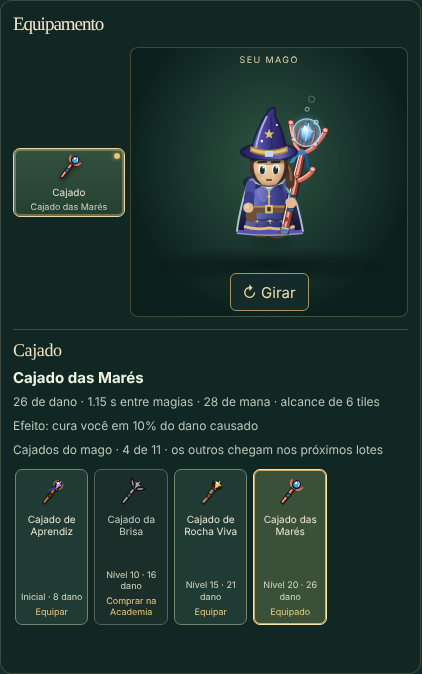 Equipamento
SEU MAGO
Cajado
Cajado das Marés
Girar
Cajado
Cajado das Marés
26 de dano · 1.15 s entre magias · 28 de mana · alcance de 6 tiles
Efeito: cura você em 10% do dano causado
Cajados do mago · 4 de 11 · os outros chegam nos próximos lotes
Cajado de
Aprendiz
Inicial · 8 dano
Equipar
Cajado da
Brisa
Nível 10 · 16
dano
Comprar na
Academia
Cajado de
Rocha Viva
Nível 15 · 21
dano
Equipar
Cajado das
Marés
Nível 20 · 26
dano
Equipado